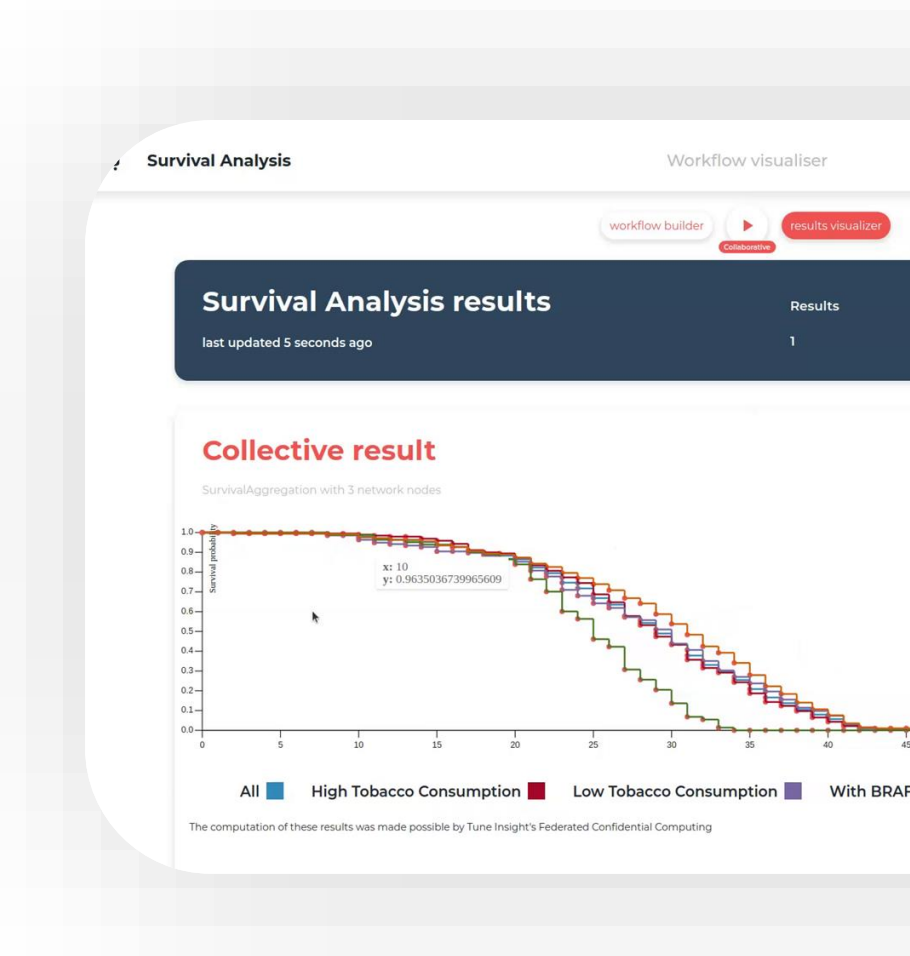 Survival Analysis
Workflow visualiser
workflow builder
results visualizer
Collaborative
Survival Analysis results
Results
last updated 5 seconds ago
1
Collective result
SurvivalAggregation with 3 network nodes
Survival probability
1.0
0.9
0.8
0.7
0.6
0.5
0.4
0.3
0.2
0.1
0.0
x: 10
y: 0.9635036739965609
0 5 10 15 20 25 30 35 40 45
All High Tobacco Consumption Low Tobacco Consumption With BRAF
The computation of these results was made possible by Tune Insight's Federated Confidential Computing